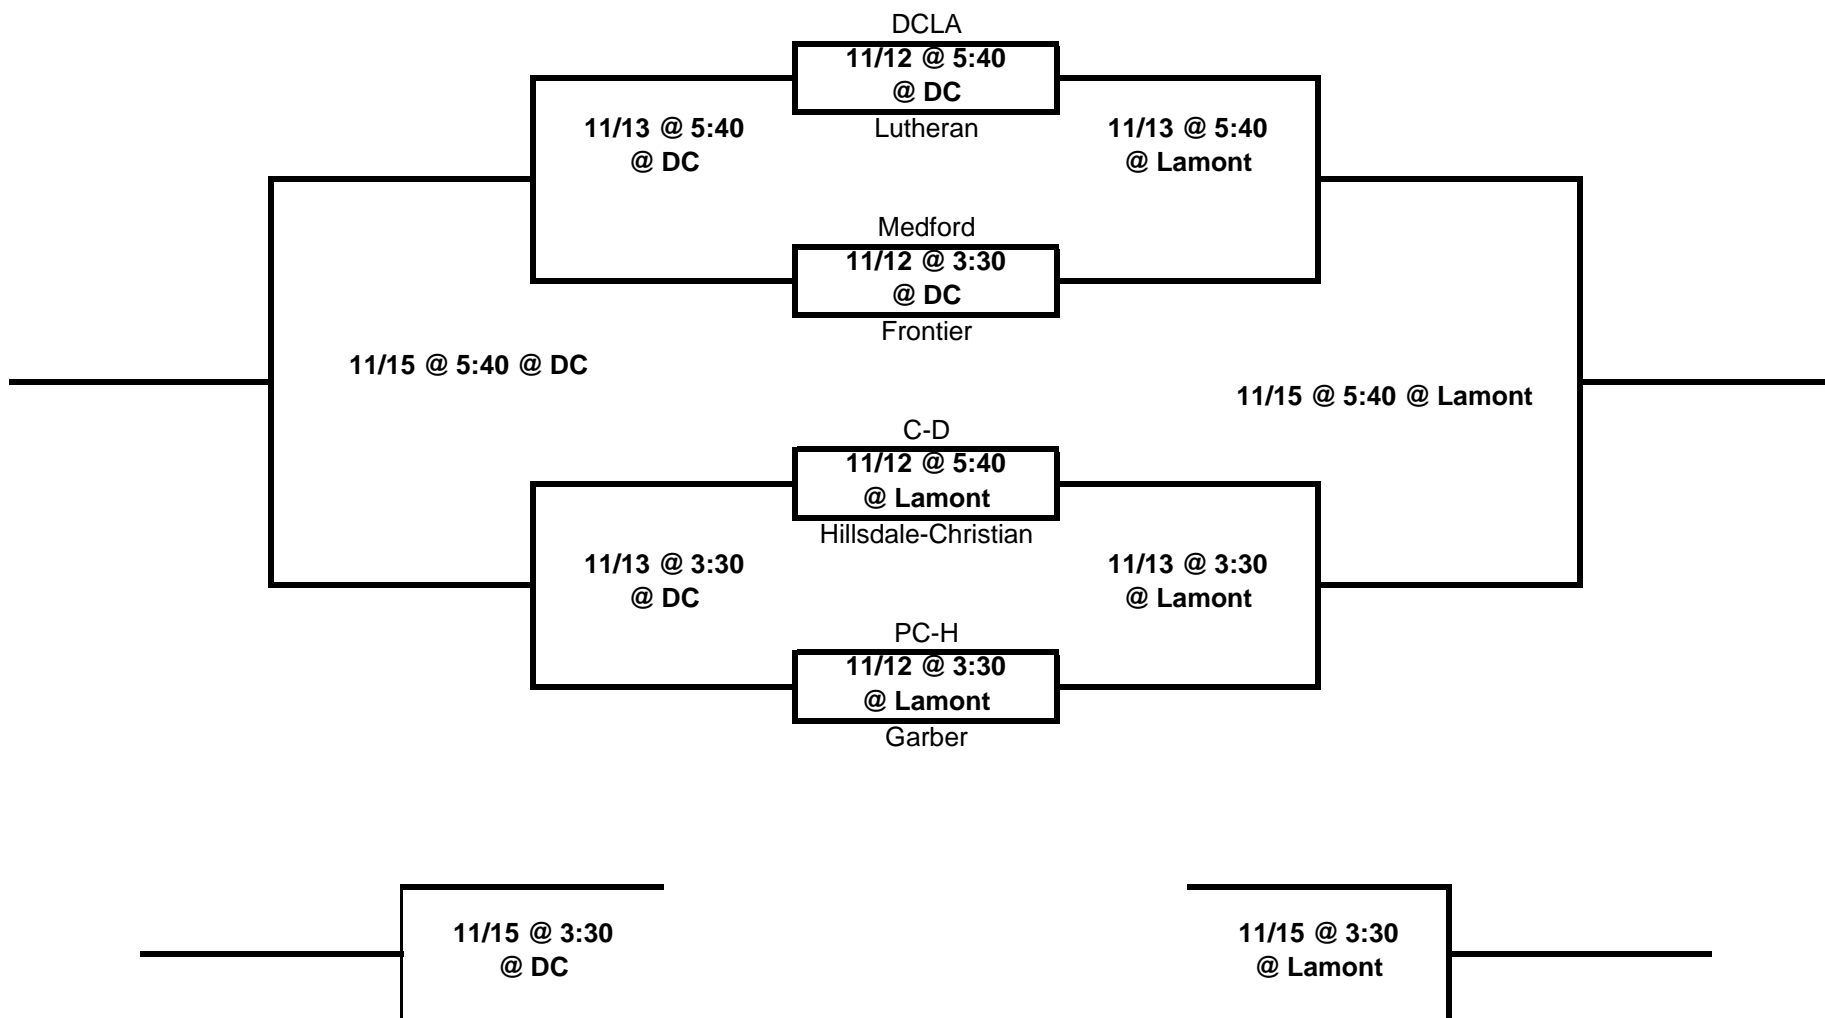 DCLA
11/12 @ 5:40
@ DC
Lutheran
11/13 @ 5:40
@ DC
11/13 @ 5:40
@ Lamont
Medford
11/12 @ 3:30
@ DC
Frontier
11/15 @ 5:40 @ DC
11/15 @ 5:40 @ Lamont
C-D
11/12 @ 5:40
@ Lamont
Hillsdale-Christian
11/13 @ 3:30
@ DC
11/13 @ 3:30
@ Lamont
PC-H
11/12 @ 3:30
@ Lamont
Garber
11/15 @ 3:30
@ DC
11/15 @ 3:30
@ Lamont